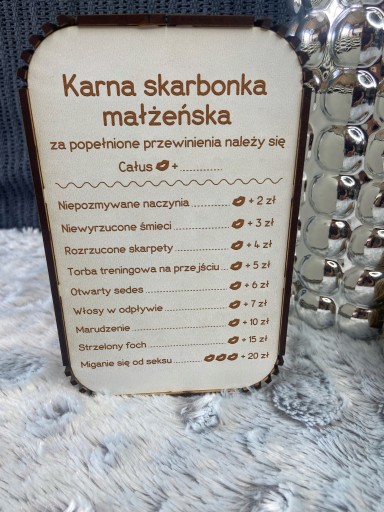 Karna skarbonka
małżeńska
za popełnione przewinienia należy się
Całus 💋 + ............
Niepozmywane naczynia ............ 💋 + 2 zł
Niewyrzucone śmieci ............ 💋 + 3 zł
Rozrzucone skarpety ............ 💋 + 4 zł
Torba treningowa na przejściu ...... 💋 + 5 zł
Otwarty sedes ............ 💋 + 6 zł
Włosy w odpływie ............ 💋 + 7 zł
Marudzenie ............ 💋 + 10 zł
Strzelony foch ............ 💋 + 15 zł
Miganie się od seksu ............ 💋💋💋 + 20 zł